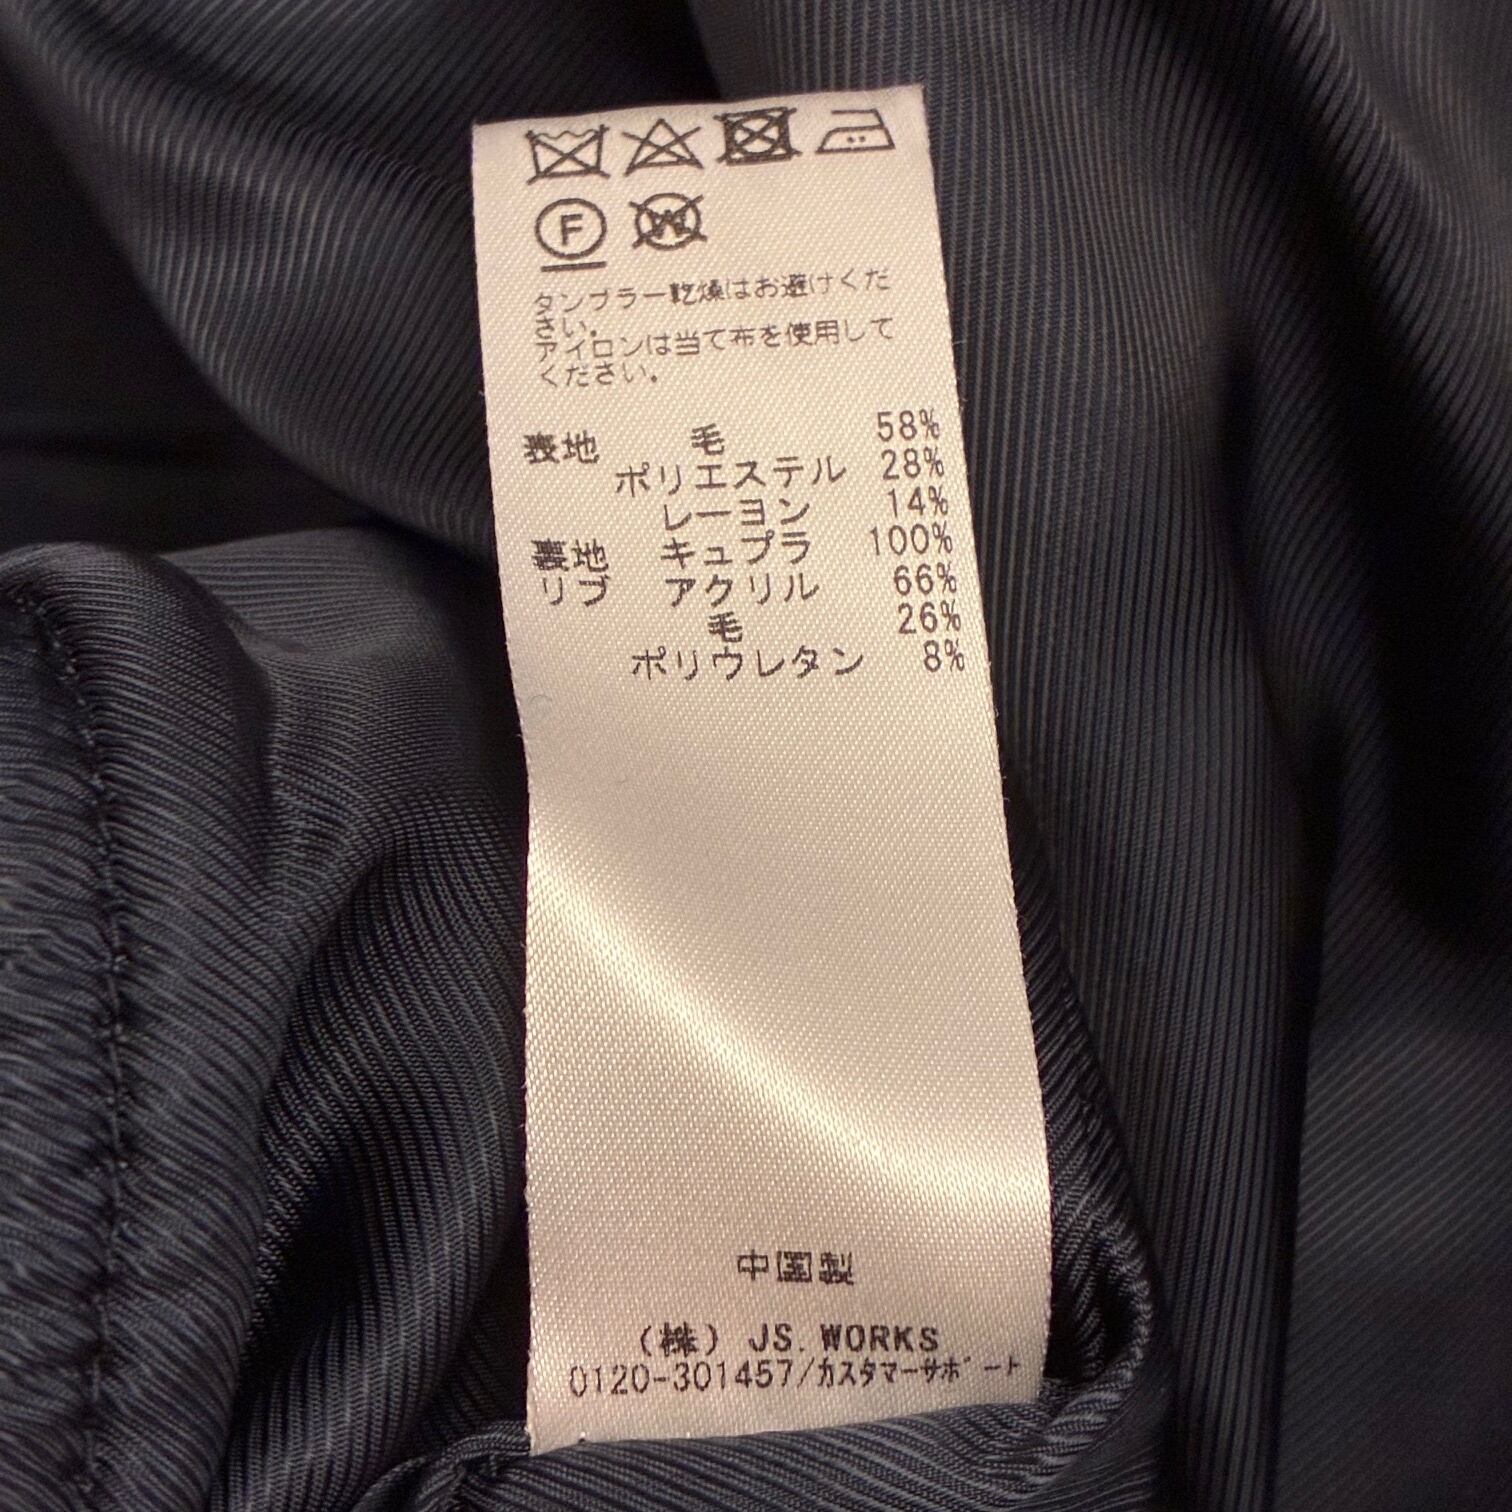 F W
タンブラー乾燥はお避けくだ
さい。
アイロンは当て布を使用して
ください。
表地 毛 58%
ポリエステル 28%
レーヨン 14%
裏地 キュプラ 100%
リブ アクリル 66%
毛 26%
ポリウレタン 8%
中国製
(株) JS. WORKS
0120-301457/カスタマーサポート